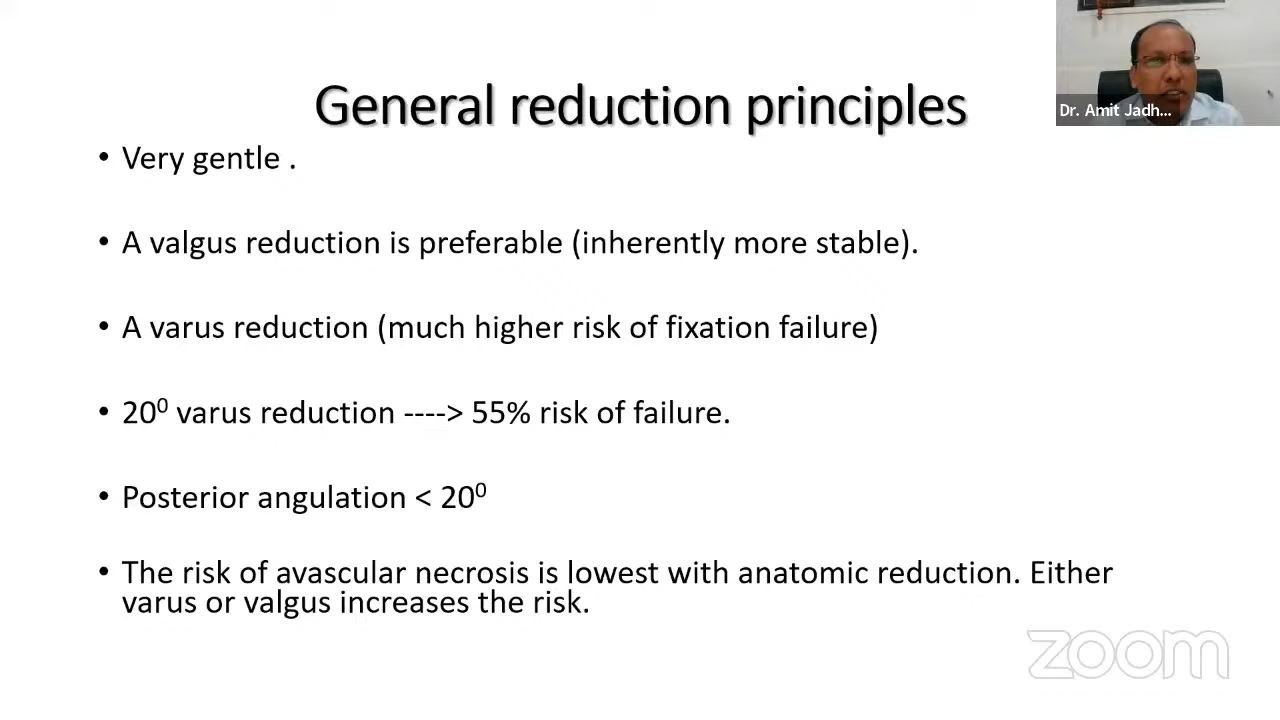 General reduction principles
Dr. Amit Jadh...
• Very gentle .
• A valgus reduction is preferable (inherently more stable).
• A varus reduction (much higher risk of fixation failure)
• 20⁰ varus reduction ----> 55% risk of failure.
• Posterior angulation < 20⁰
• The risk of avascular necrosis is lowest with anatomic reduction. Either
varus or valgus increases the risk.
zoom